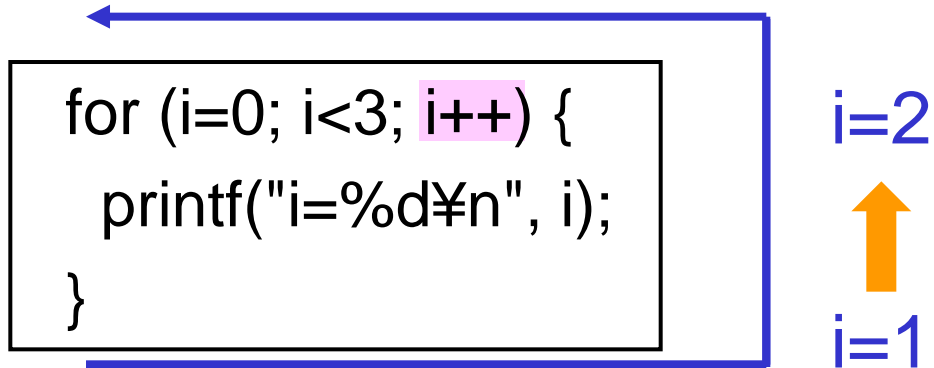 for (i=0; i<3; i++) {
printf("i=%d¥n", i);
}
i=2
i=1